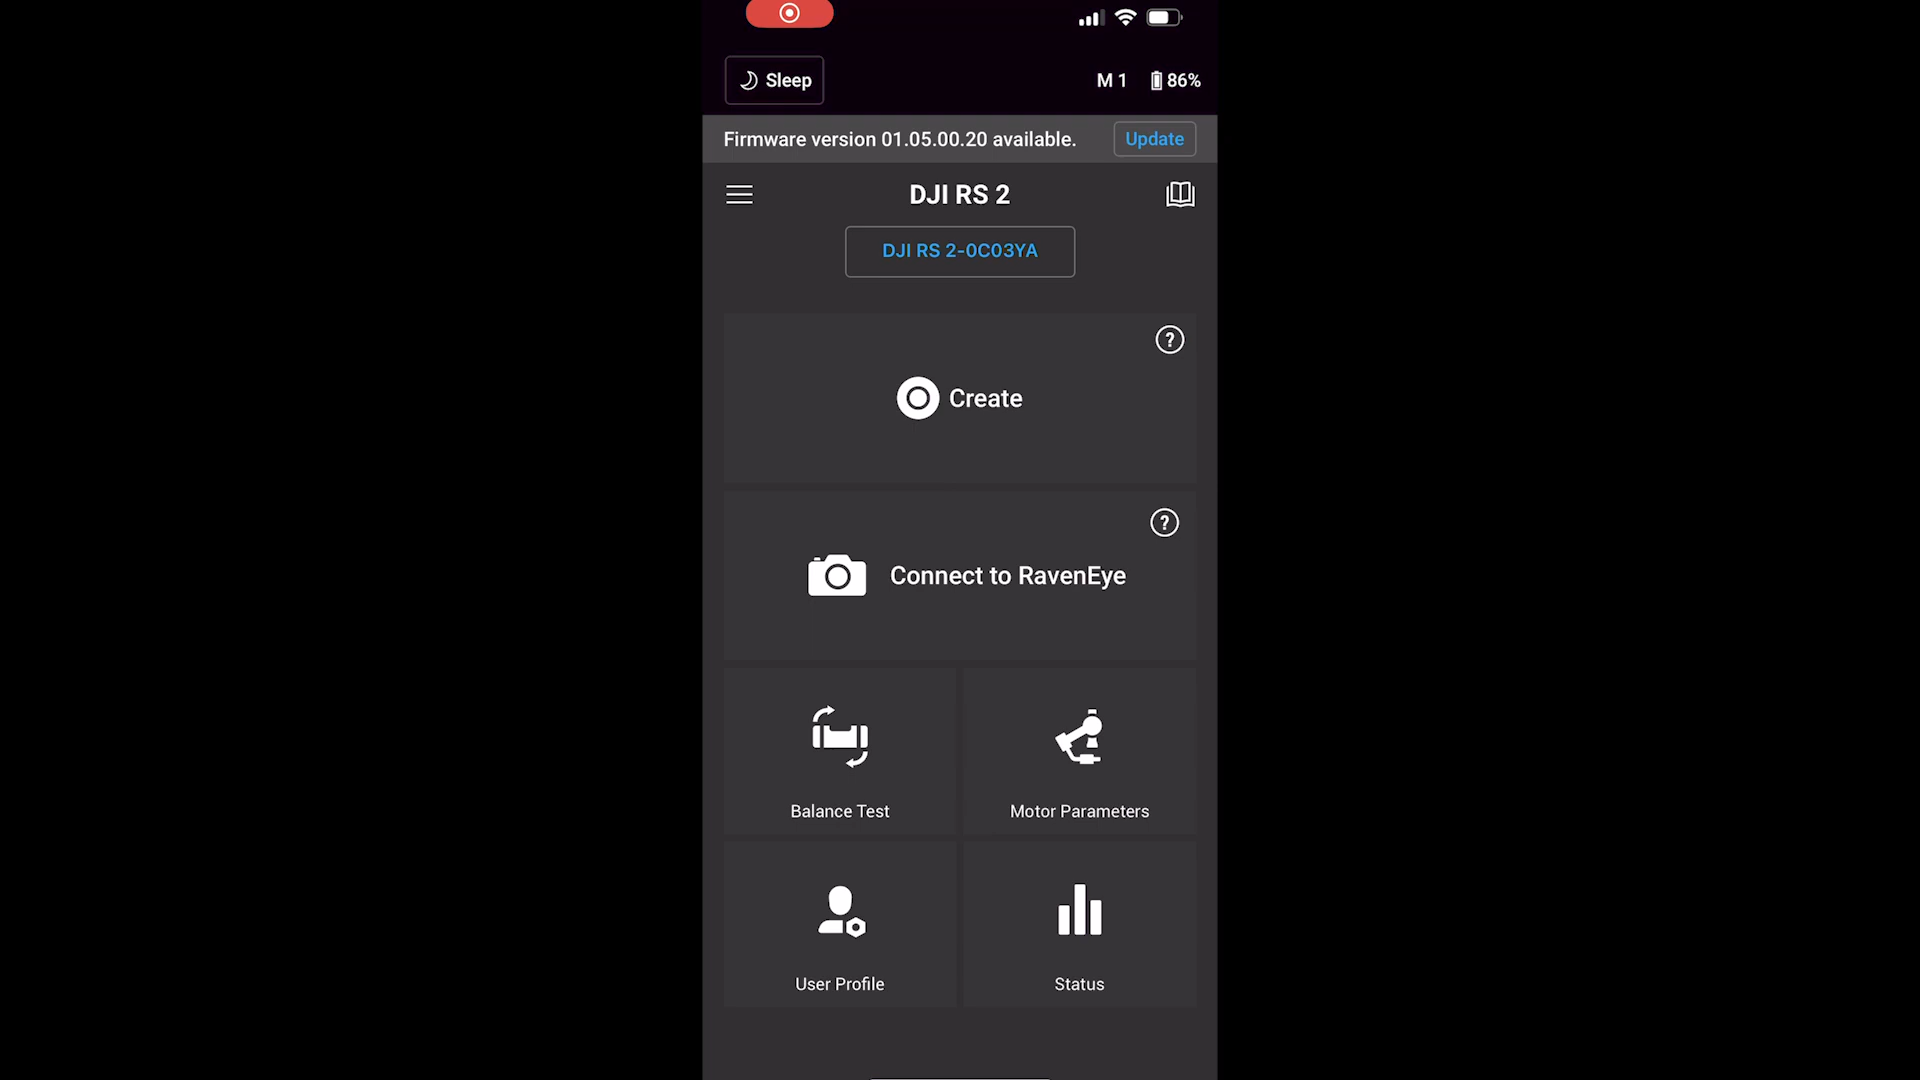 Sleep
M 1
86%
Firmware version 01.05.00.20 available.
Update
DJI RS 2
DJI RS 2-0C03YA
?
Create
?
Connect to RavenEye
Balance Test
Motor Parameters
User Profile
Status